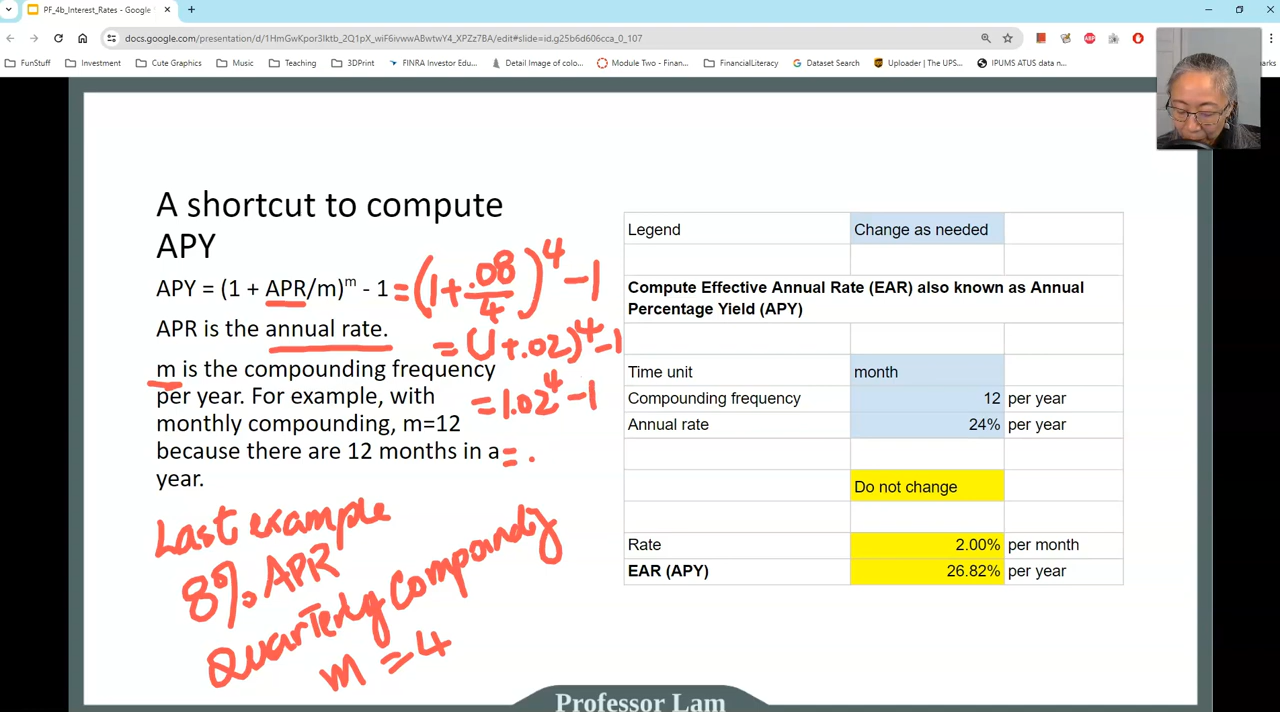 PF_4b_Interest_Rates - Google
docs.google.com/presentation/d/1HmGwKpor3lktb_2Q1pX_wiF6ivwwABwtwY4_XPZz7BA/edit#slide=id.g25b6d606cca_0_107
FunStuff
Investment
Cute Graphics
Music
Teaching
3DPrint
FINRA Investor Edu...
Detail Image of colo...
Module Two - Finan...
FinancialLiteracy
Dataset Search
Uploader | The UPS...
IPUMS ATUS data n...
arks
A shortcut to compute
APY
APY = (1 + APR/m)^m - 1 = (1 + .08/4)^4 - 1
APR is the annual rate.
= (1+.02)^4 - 1
m is the compounding frequency
per year. For example, with
= 1.02^4 - 1
monthly compounding, m=12
because there are 12 months in a
= .
year.
Last example
8% APR
Quarterly Compoundy
m = 4
Legend Change as needed
Compute Effective Annual Rate (EAR) also known as Annual
Percentage Yield (APY)
Time unit month
Compounding frequency 12 per year
Annual rate 24% per year
Do not change
Rate 2.00% per month
EAR (APY) 26.82% per year
Professor Lam